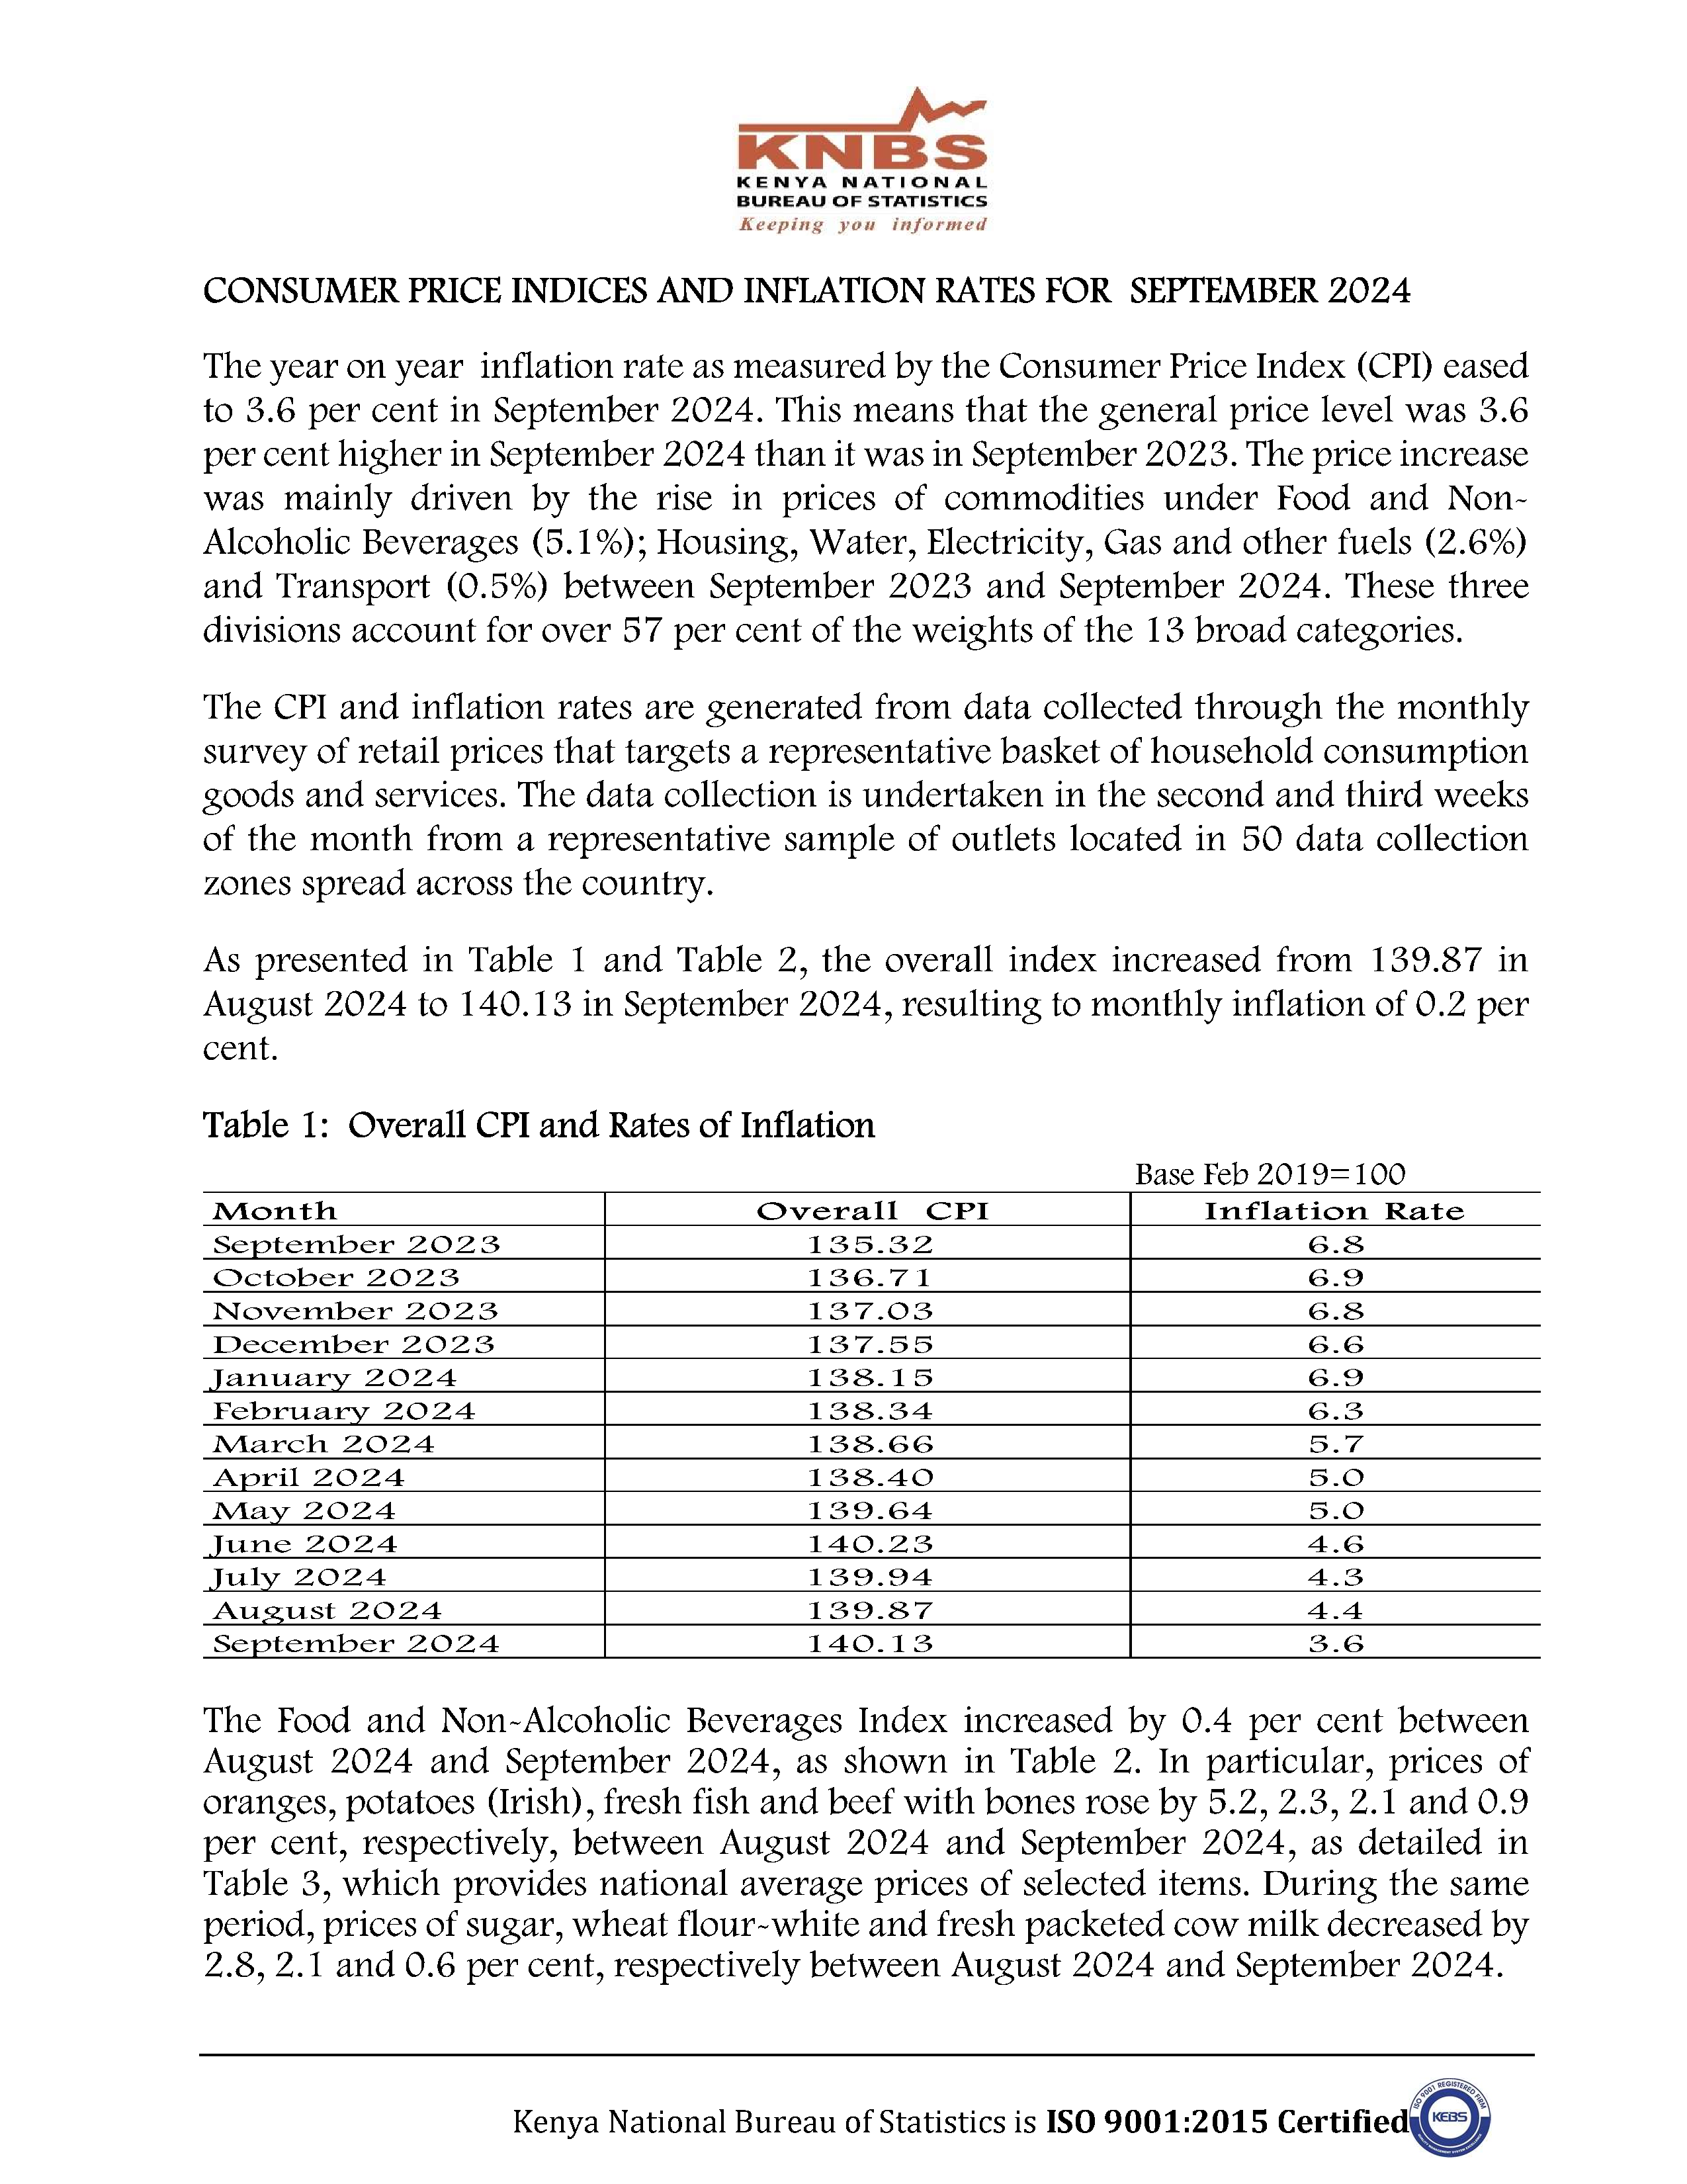 KNBS
KENYA NATIONAL
BUREAU OF STATISTICS
Keeping you informed
CONSUMER PRICE INDICES AND INFLATION RATES FOR SEPTEMBER 2024
The year on year inflation rate as measured by the Consumer Price Index (CPI) eased
to 3.6 per cent in September 2024. This means that the general price level was 3.6
per cent higher in September 2024 than it was in September 2023. The price increase
was mainly driven by the rise in prices of commodities under Food and Non-
Alcoholic Beverages (5.1%); Housing, Water, Electricity, Gas and other fuels (2.6%)
and Transport (0.5%) between September 2023 and September 2024. These three
divisions account for over 57 per cent of the weights of the 13 broad categories.
The CPI and inflation rates are generated from data collected through the monthly
survey of retail prices that targets a representative basket of household consumption
goods and services. The data collection is undertaken in the second and third weeks
of the month from a representative sample of outlets located in 50 data collection
zones spread across the country.
As presented in Table 1 and Table 2, the overall index increased from 139.87 in
August 2024 to 140.13 in September 2024, resulting to monthly inflation of 0.2 per
cent.
Table 1: Overall CPI and Rates of Inflation
Base Feb 2019=100
Month Overall CPI Inflation Rate
September 2023 135.32 6.8
October 2023 136.71 6.9
November 2023 137.03 6.8
December 2023 137.55 6.6
January 2024 138.15 6.9
February 2024 138.34 6.3
March 2024 138.66 5.7
April 2024 138.40 5.0
May 2024 139.64 5.0
June 2024 140.23 4.6
July 2024 139.94 4.3
August 2024 139.87 4.4
September 2024 140.13 3.6
The Food and Non-Alcoholic Beverages Index increased by 0.4 per cent between
August 2024 and September 2024, as shown in Table 2. In particular, prices of
oranges, potatoes (Irish), fresh fish and beef with bones rose by 5.2, 2.3, 2.1 and 0.9
per cent, respectively, between August 2024 and September 2024, as detailed in
Table 3, which provides national average prices of selected items. During the same
period, prices of sugar, wheat flour-white and fresh packeted cow milk decreased by
2.8, 2.1 and 0.6 per cent, respectively between August 2024 and September 2024.
Kenya National Bureau of Statistics is ISO 9001:2015 Certified
ISO 9001 REGISTERED FIRM
KEBS